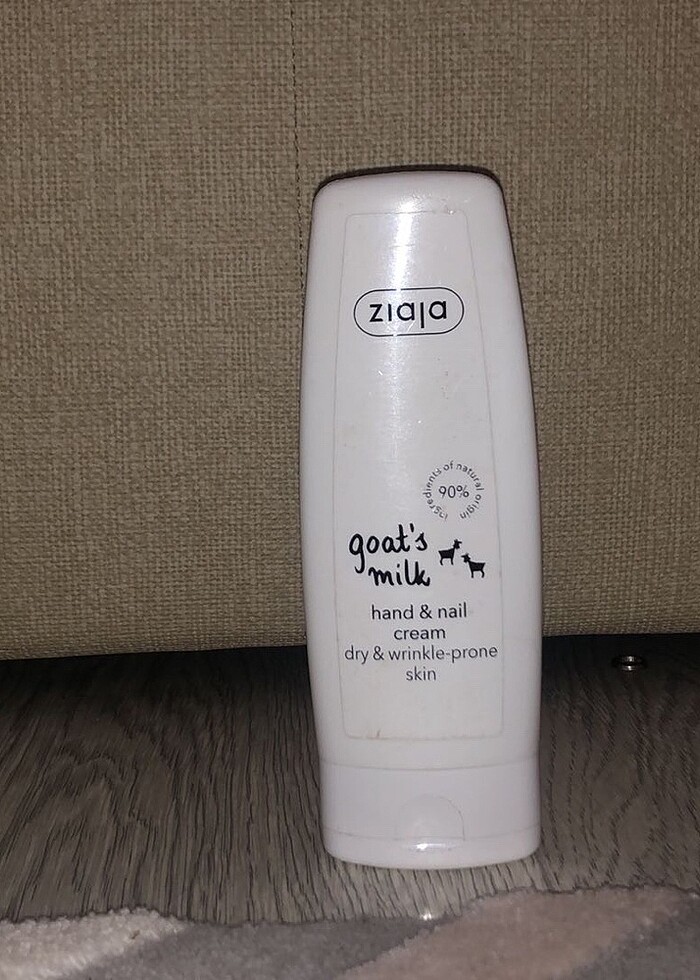 ziaja
90%
ingredients of natural origin
goat's
milk
hand & nail
cream
dry & wrinkle-prone
skin